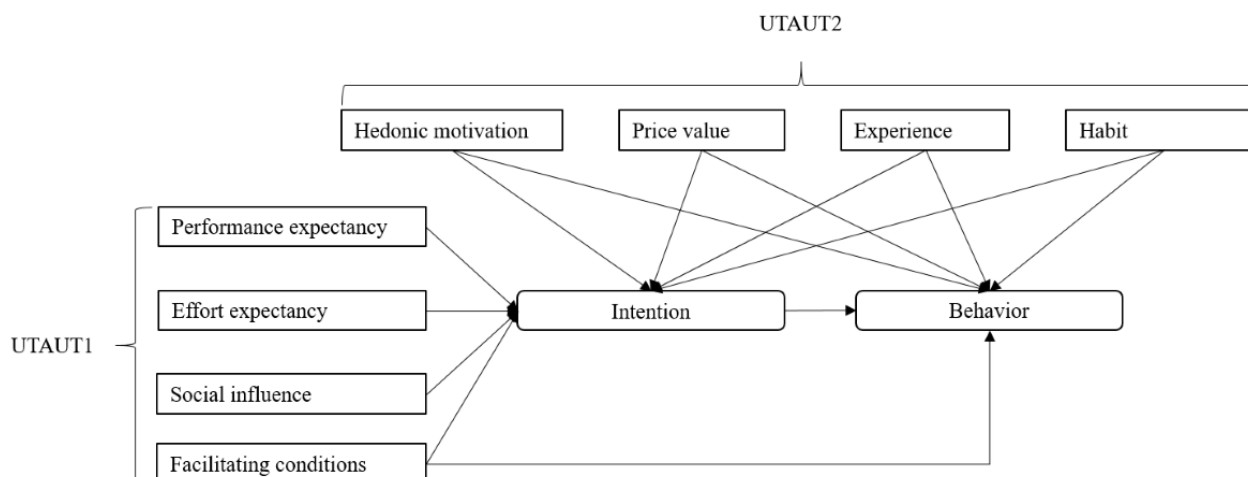 UTAUT2
Hedonic motivation
Price value
Experience
Habit
Performance expectancy
Effort expectancy
Intention
Behavior
UTAUT1
Social influence
Facilitating conditions